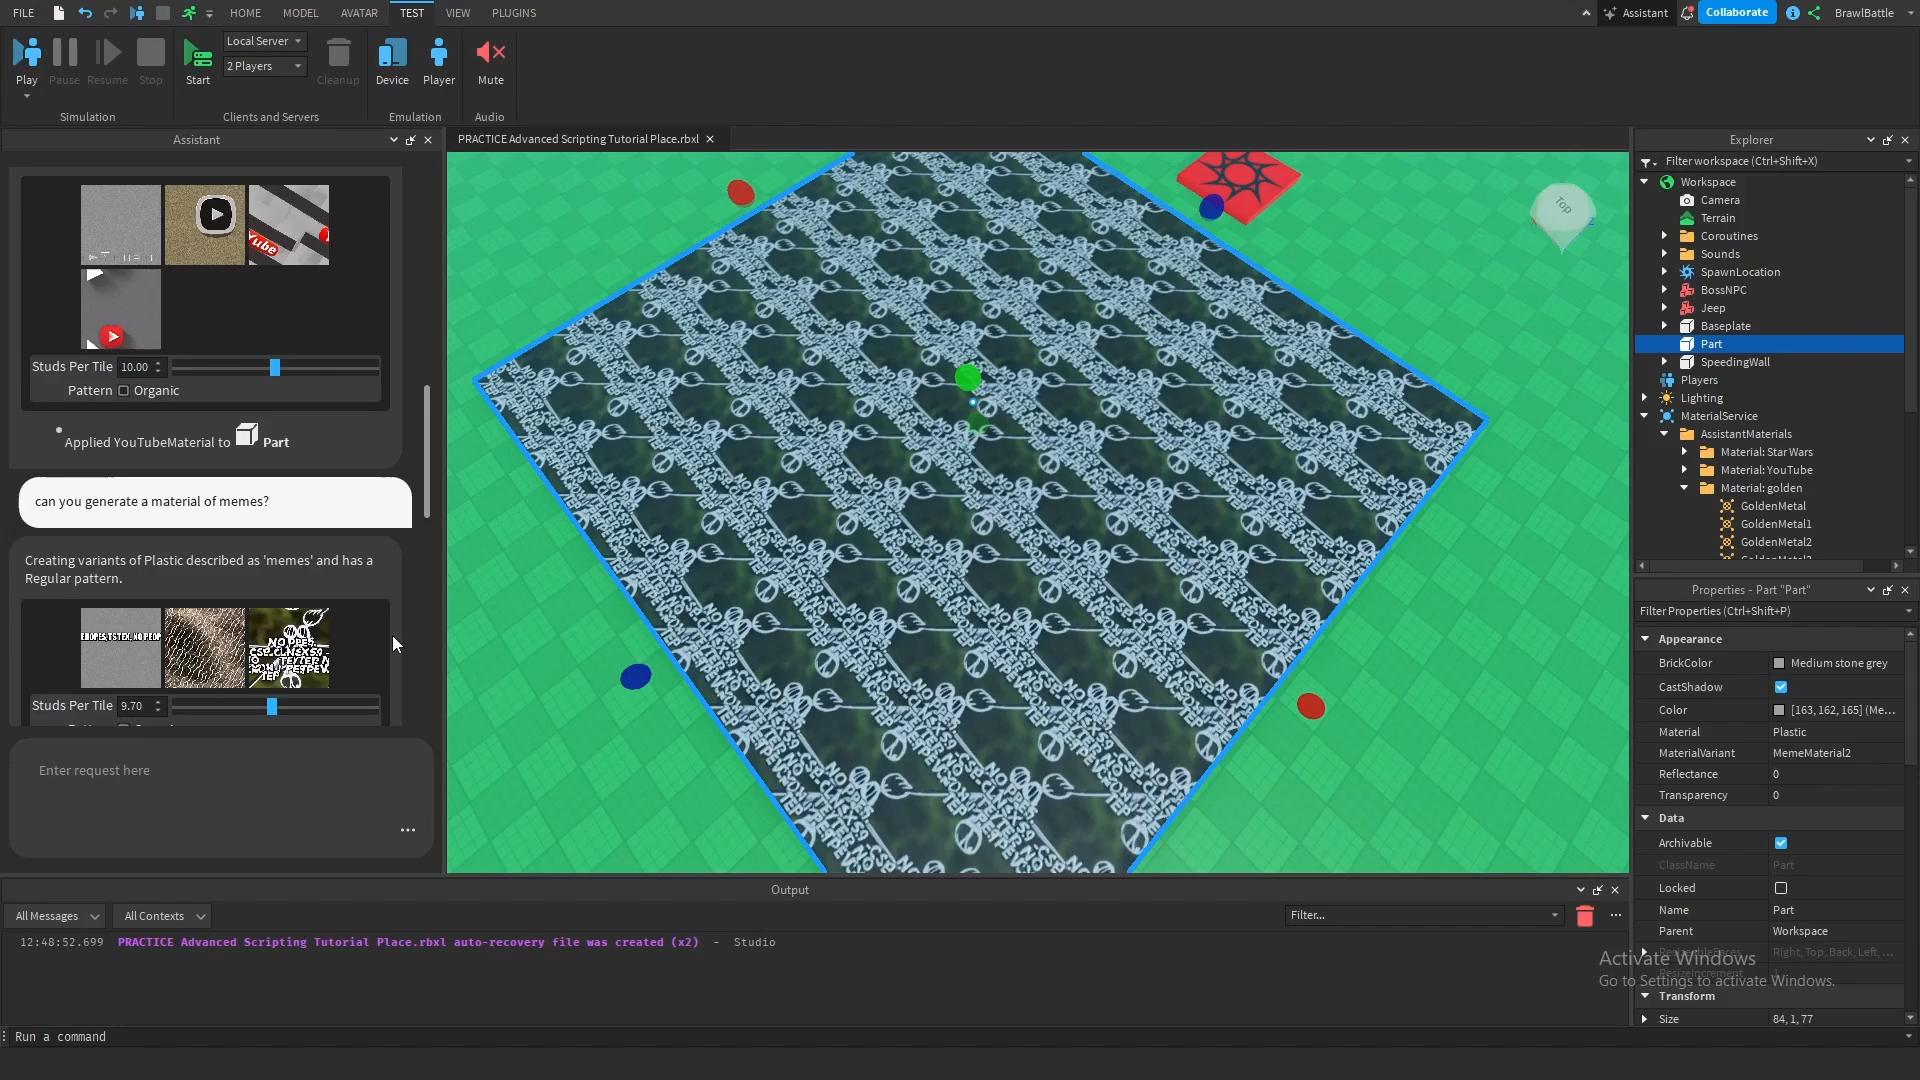 FILE
HOME
MODEL
AVATAR
TEST
VIEW
PLUGINS
Assistant
Collaborate
BrawlBattle
Play
Pause
Resume
Stop
Simulation
Start
Local Server
2 Players
Cleanup
Clients and Servers
Device
Player
Emulation
Mute
Audio
Assistant
Studs Per Tile 10.00
Pattern Organic
Applied YouTubeMaterial to Part
can you generate a material of memes?
Creating variants of Plastic described as 'memes' and has a
Regular pattern.
Studs Per Tile 9.70
Enter request here
PRACTICE Advanced Scripting Tutorial Place.rbxl
Top
Explorer
Filter workspace (Ctrl+Shift+X)
Workspace
Camera
Terrain
Coroutines
Sounds
SpawnLocation
BossNPC
Jeep
Baseplate
Part
SpeedingWall
Players
Lighting
MaterialService
AssistantMaterials
Material: Star Wars
Material: YouTube
Material: golden
GoldenMetal
GoldenMetal1
GoldenMetal2
Properties - Part "Part"
Filter Properties (Ctrl+Shift+P)
Appearance
BrickColor Medium stone grey
CastShadow
Color [163, 162, 165] (Me...
Material Plastic
MaterialVariant MemeMaterial2
Reflectance 0
Transparency 0
Data
Archivable
ClassName Part
Locked
Name Part
Parent Workspace
ResizeableFaces Right, Top, Back, Left, ...
ResizeIncrement 1
Transform
Size 84, 1, 77
Activate Windows
Go to Settings to activate Windows.
Output
All Messages
All Contexts
Filter...
12:48:52.699 PRACTICE Advanced Scripting Tutorial Place.rbxl auto-recovery file was created (x2) - Studio
Run a command